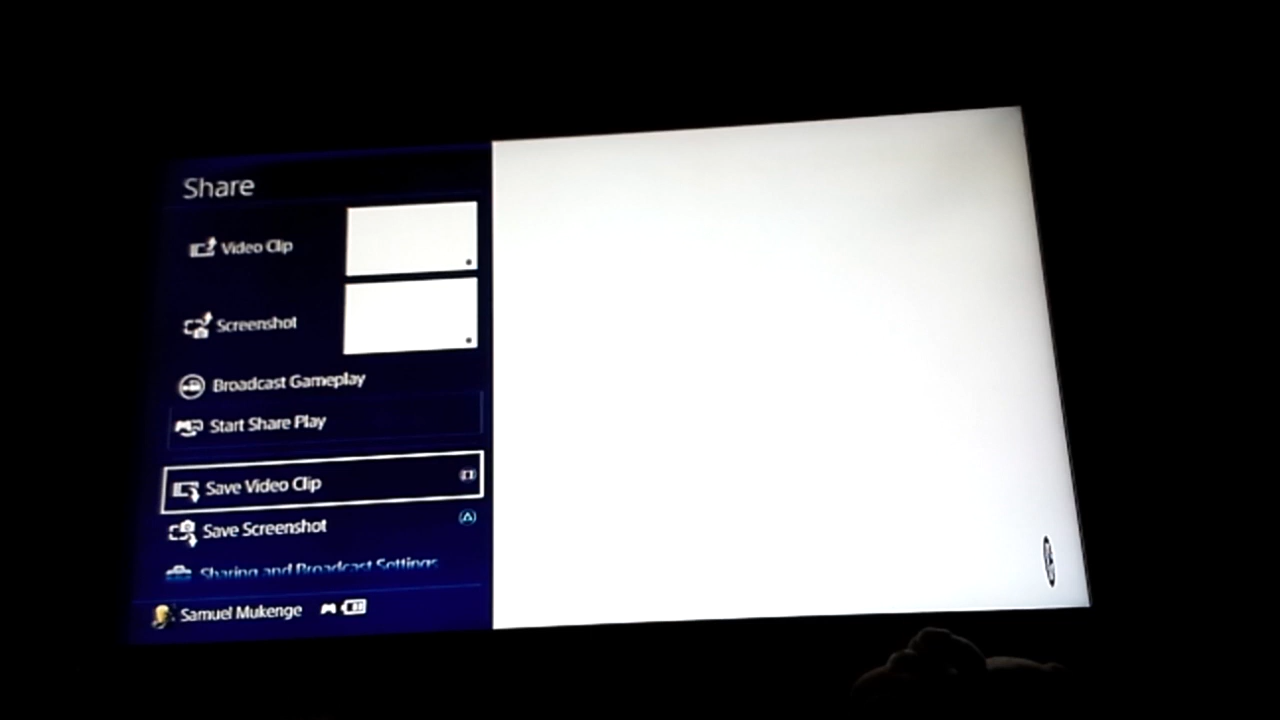 Share
Video Clip
Screenshot
Broadcast Gameplay
Start Share Play
Save Video Clip
Save Screenshot
Sharing and Broadcast Settings
Samuel Mukenge